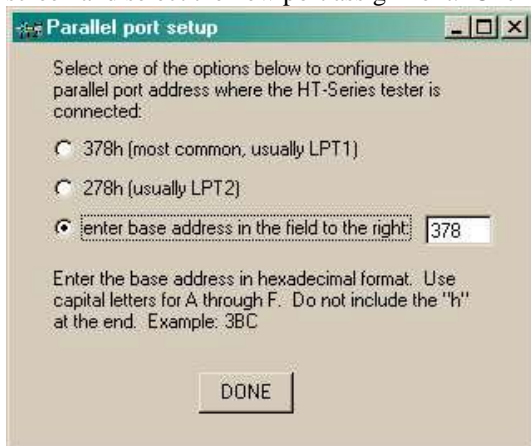 Parallel port setup
Select one of the options below to configure the
parallel port address where the HT-Series tester is
connected:
378h (most common, usually LPT1)
278h (usually LPT2)
enter base address in the field to the right: 378
Enter the base address in hexadecimal format. Use
capital letters for A through F. Do not include the "h"
at the end. Example: 3BC
DONE